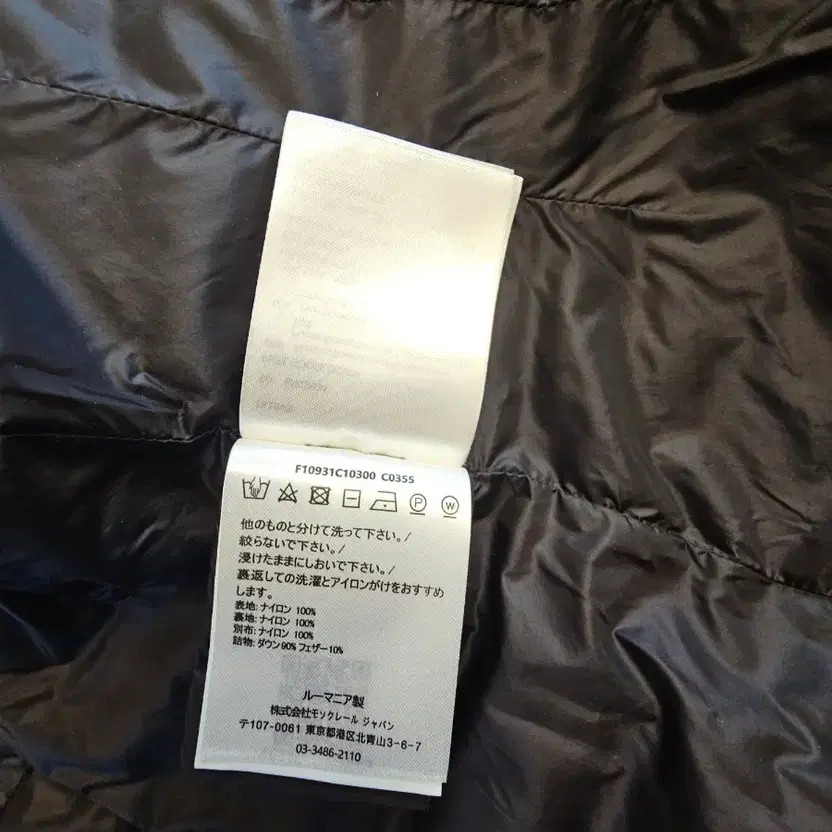 F10931C10300 C0355
P W
他のものと分けて洗って下さい。/
絞らないで下さい。/
浸けたままにしおいで下さい。/
裏返しての洗濯とアイロンがけをおすすめ
します。
表地: ナイロン 100%
裏地: ナイロン 100%
別布: ナイロン 100%
詰物: ダウン90% フェザー10%
ルーマニア製
株式会社モックレール ジャパン
〒107-0061 東京都港区北青山3-6-7
03-3486-2110